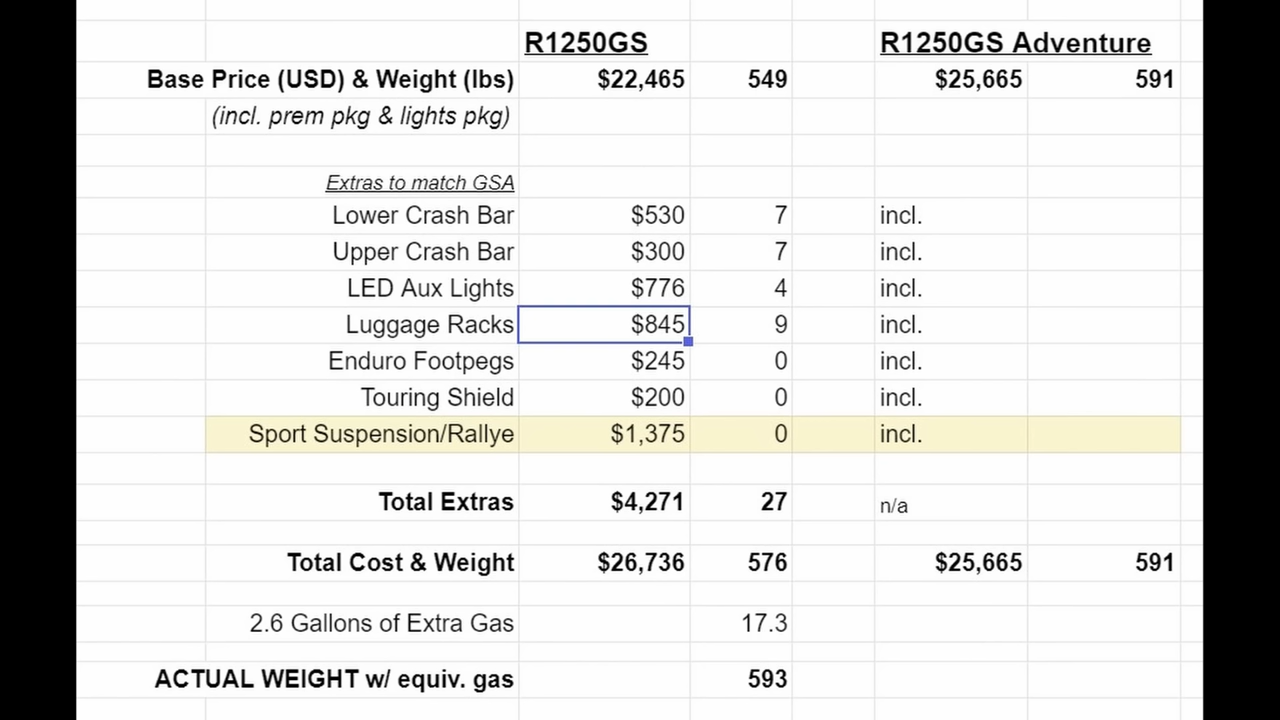 R1250GS R1250GS Adventure
Base Price (USD) & Weight (lbs) $22,465 549 $25,665 591
(incl. prem pkg & lights pkg)
Extras to match GSA
Lower Crash Bar $530 7 incl.
Upper Crash Bar $300 7 incl.
LED Aux Lights $776 4 incl.
Luggage Racks $845 9 incl.
Enduro Footpegs $245 0 incl.
Touring Shield $200 0 incl.
Sport Suspension/Rallye $1,375 0 incl.
Total Extras $4,271 27 n/a
Total Cost & Weight $26,736 576 $25,665 591
2.6 Gallons of Extra Gas 17.3
ACTUAL WEIGHT w/ equiv. gas 593